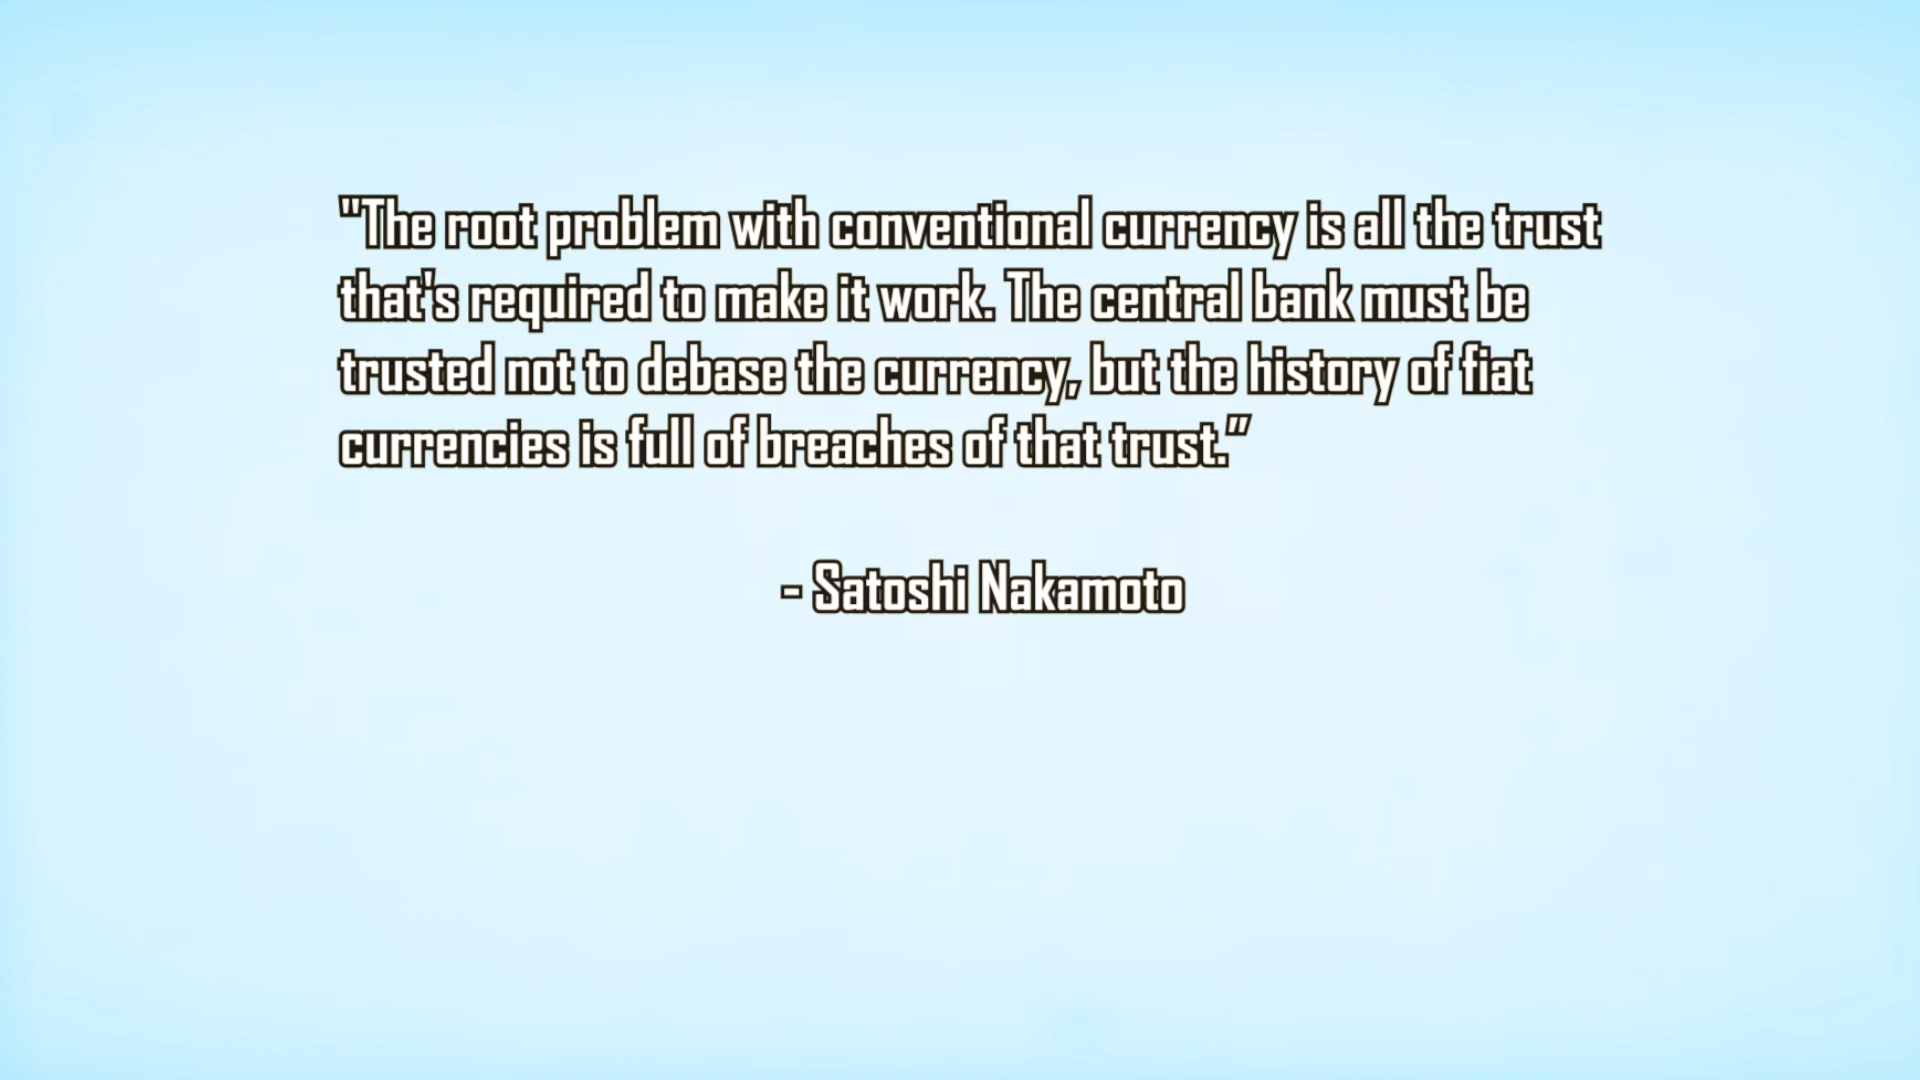 "The root problem with conventional currency is all the trust
that's required to make it work. The central bank must be
trusted not to debase the currency, but the history of fiat
currencies is full of breaches of that trust.”
- Satoshi Nakamoto